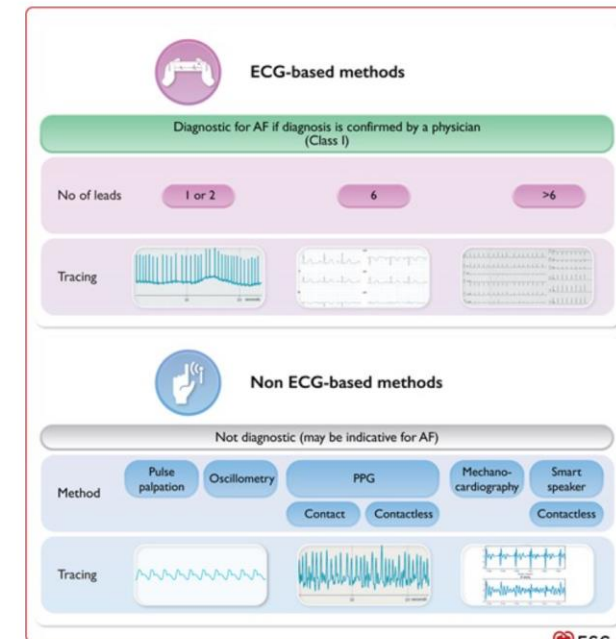 ECG-based methods
Diagnostic for AF if diagnosis is confirmed by a physician
(Class I)
No of leads
1 or 2
6
>6
Tracing
Non ECG-based methods
Not diagnostic (may be indicative for AF)
Method
Pulse
palpation
Oscillometry
PPG
Mechano-
cardiography
Smart
speaker
Contact
Contactless
Contactless
Tracing